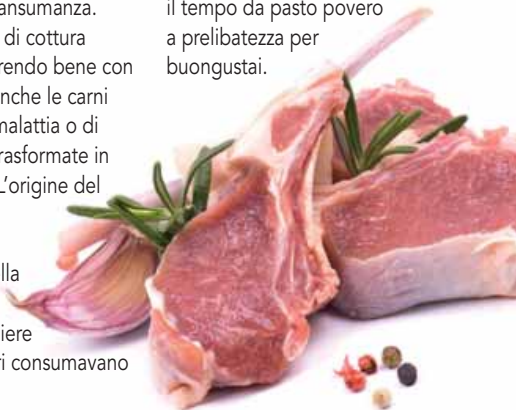 ansumanza.
di cottura
rendo bene con
nche le carni
malattia o di
rasformate in
L'origine del
lla
iere
ri consumavano
il tempo da pasto povero
a prelibatezza per
buongustai.